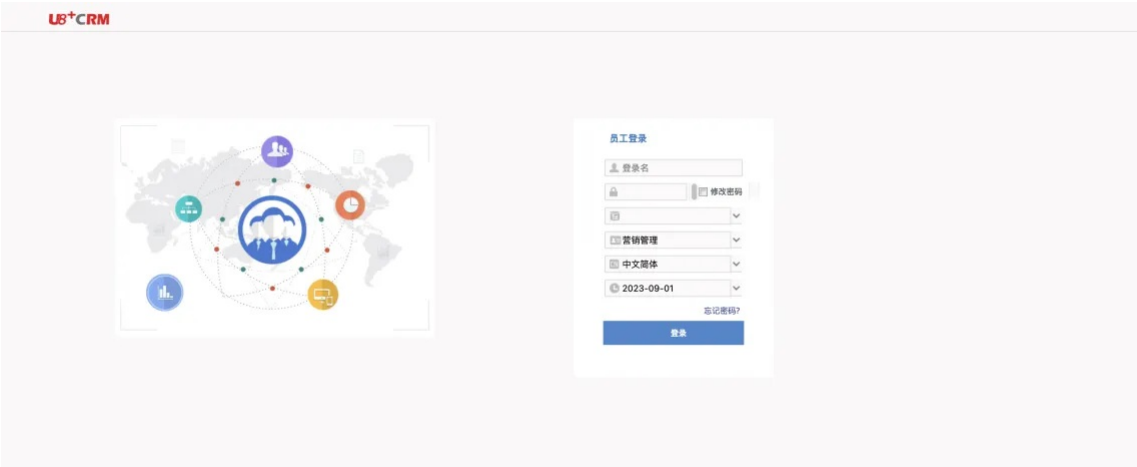 U8+CRM
员工登录
登录名
修改密码
营销管理
中文简体
2023-09-01
忘记密码?
登录